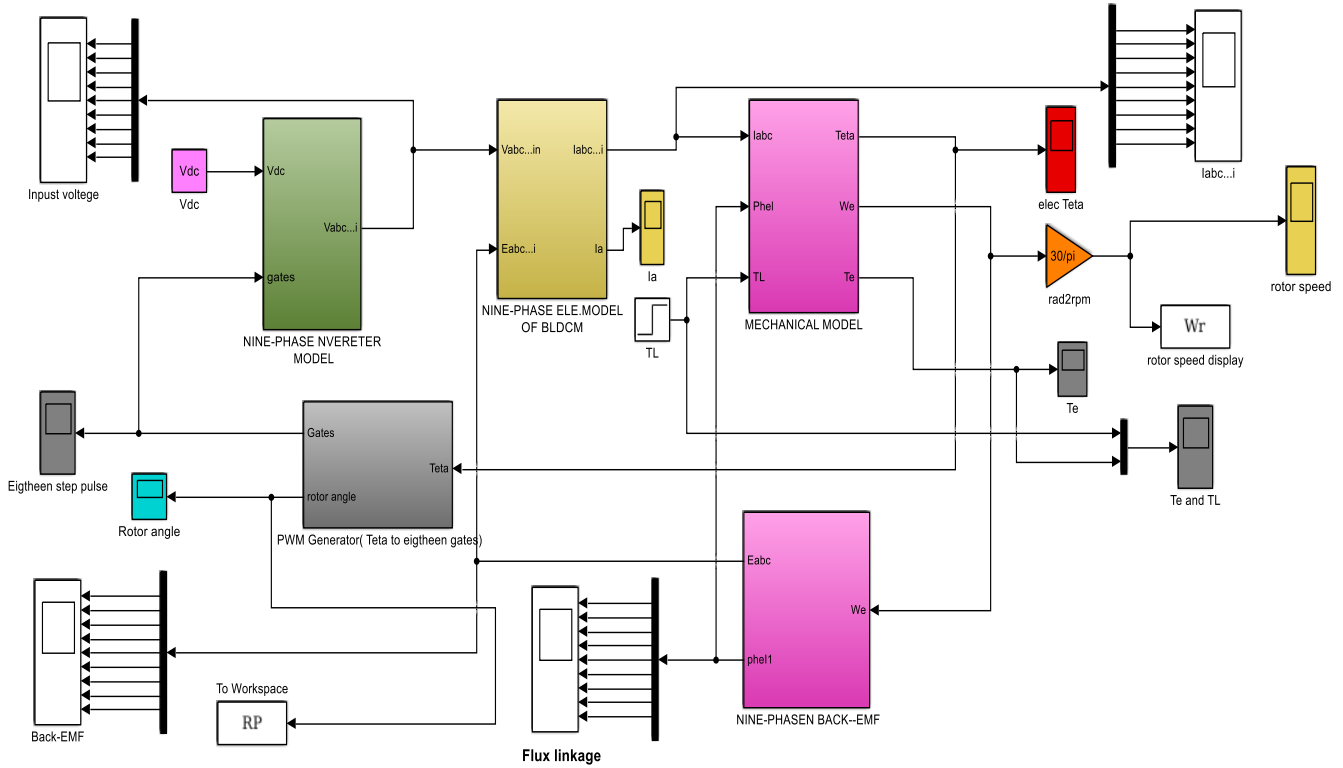 Inpust voltege
Vdc
Vdc
Vdc
Vabc...i
gates
NINE-PHASE NVERETER
MODEL
Vabc...in
Iabc...i
Eabc...i
Ia
NINE-PHASE ELE.MODEL
OF BLDCM
Ia
TL
Iabc
Teta
Phel
We
TL
Te
MECHANICAL MODEL
Iabc...i
elec Teta
30/pi
rad2rpm
rotor speed
Wr
rotor speed display
Te
Te and TL
Eigtheen step pulse
Gates
Teta
rotor angle
PWM Generator( Teta to eigtheen gates)
Rotor angle
Back-EMF
To Workspace
RP
Flux linkage
Eabc
We
phel1
NINE-PHASEN BACK--EMF